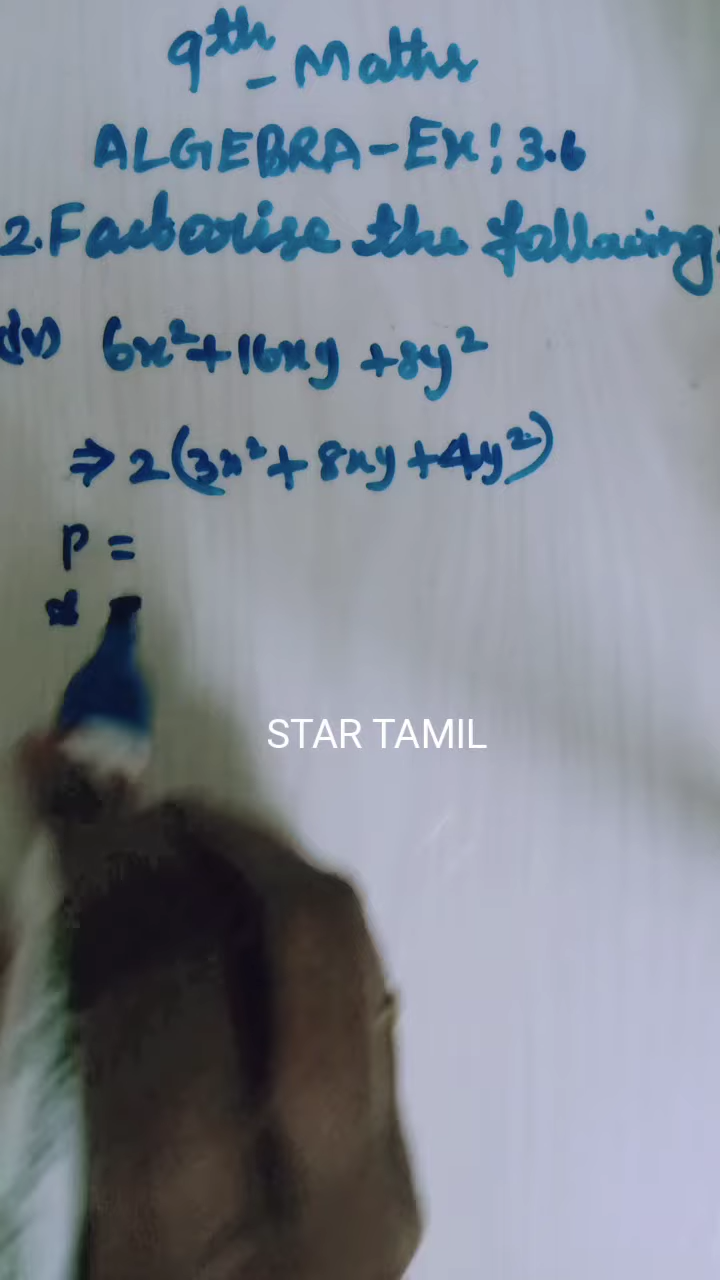 9th - Maths
ALGEBRA - Ex: 3.6
2. Factorise the following:
(iv) 6x²+16xy +8y²
⇒ 2(3x²+8xy+4y²)
P =
STAR TAMIL